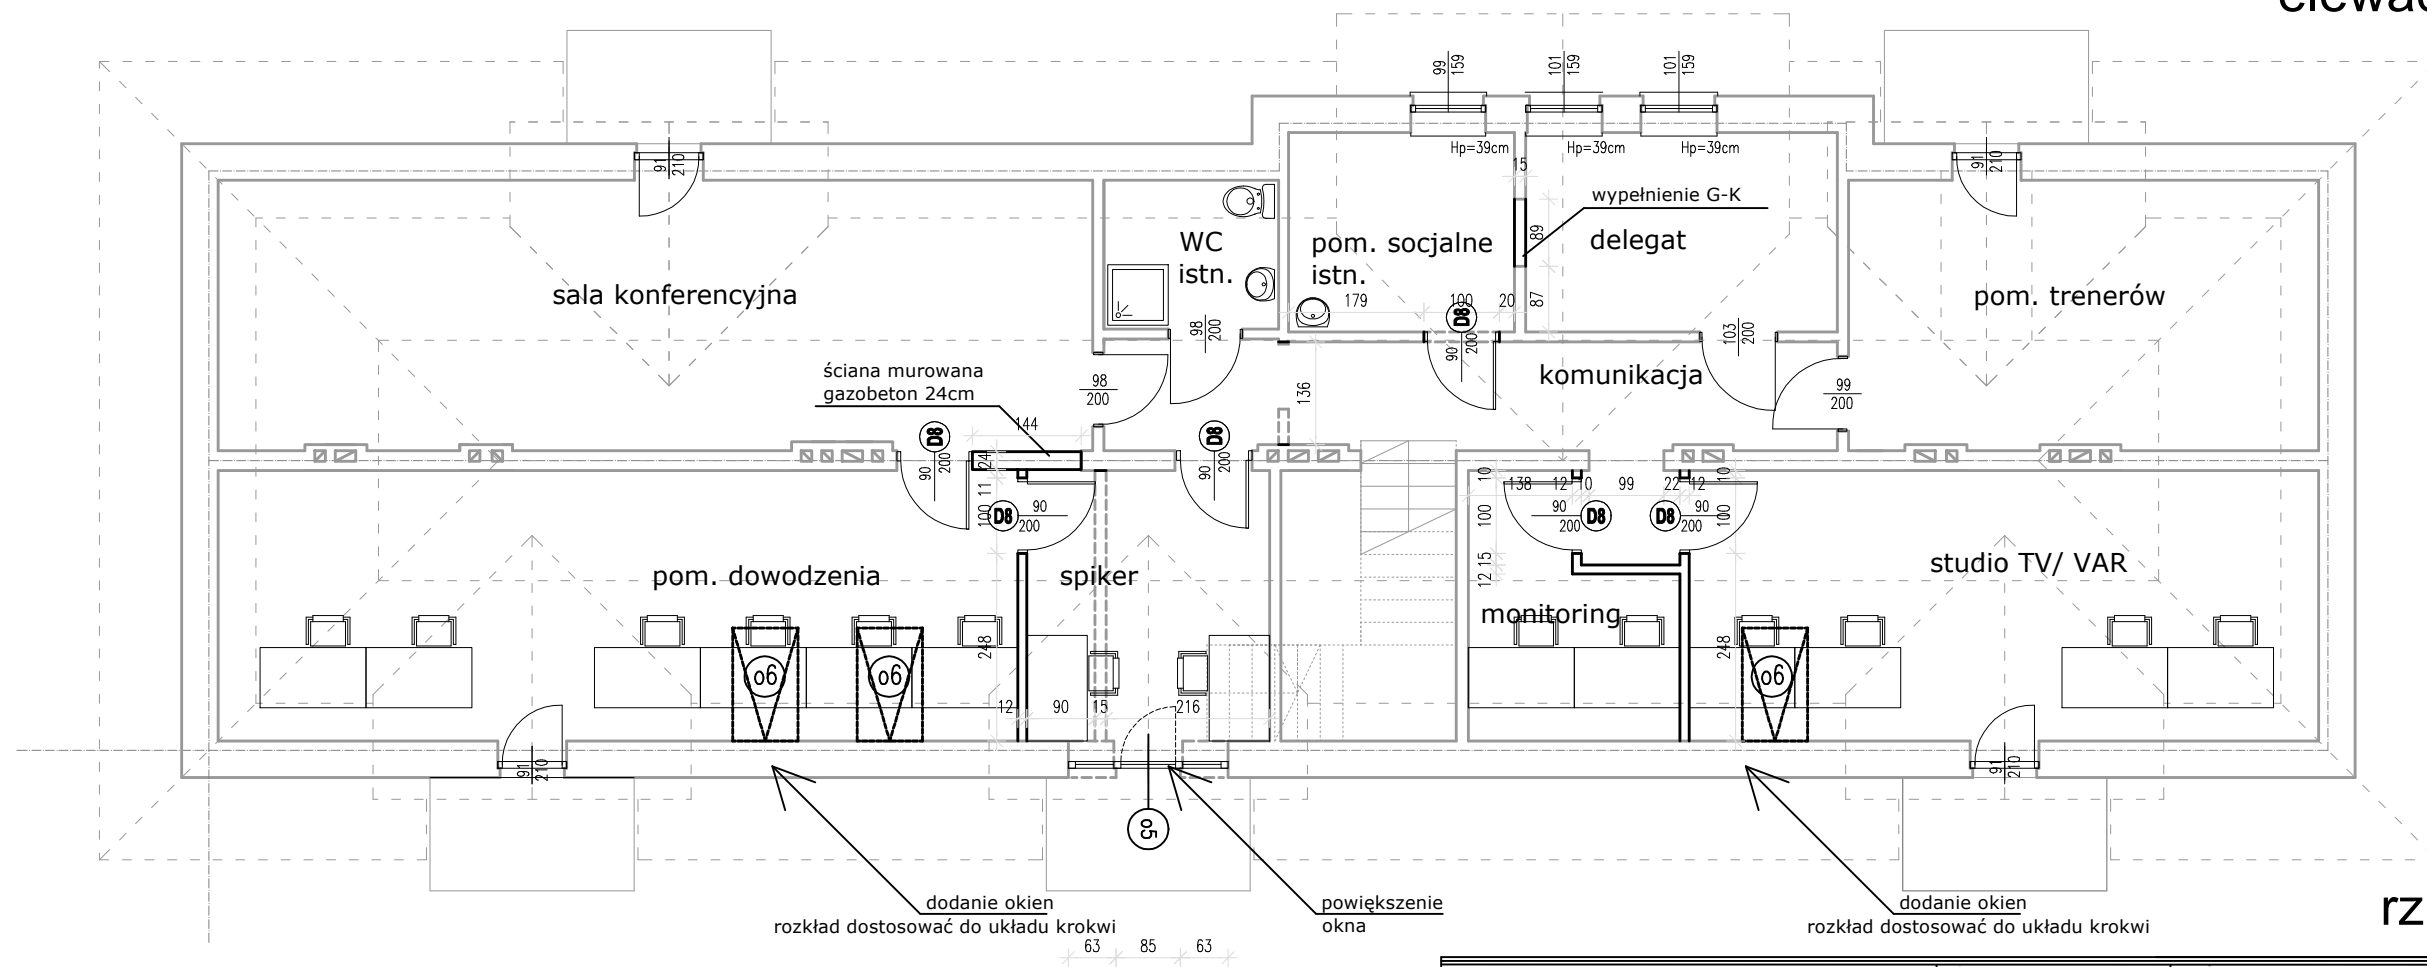 99
159
101
159
101
159
Hp=39cm
Hp=39cm
Hp=39cm
91
210
91
210
15
wypełnienie G-K
WC
istn.
pom. socjalne
istn.
delegat
89
87
sala konferencyjna
pom. trenerów
179
100
20
D8
98
200
90
200
103
200
ściana murowana
gazobeton 24cm
komunikacja
98
200
136
99
200
144
D8
D8
24
90
200
90
200
11
100
D8
90
200
10
138
12
10
99
22
12
10
100
90
200
D8
D8
90
200
100
15
12
pom. dowodzenia
spiker
studio TV/ VAR
monitoring
248
248
o6
o6
o6
12
90
15
216
91
210
91
210
o5
dodanie okien
rozkład dostosować do układu krokwi
powiększenie
okna
dodanie okien
rozkład dostosować do układu krokwi
rz
63
85
63